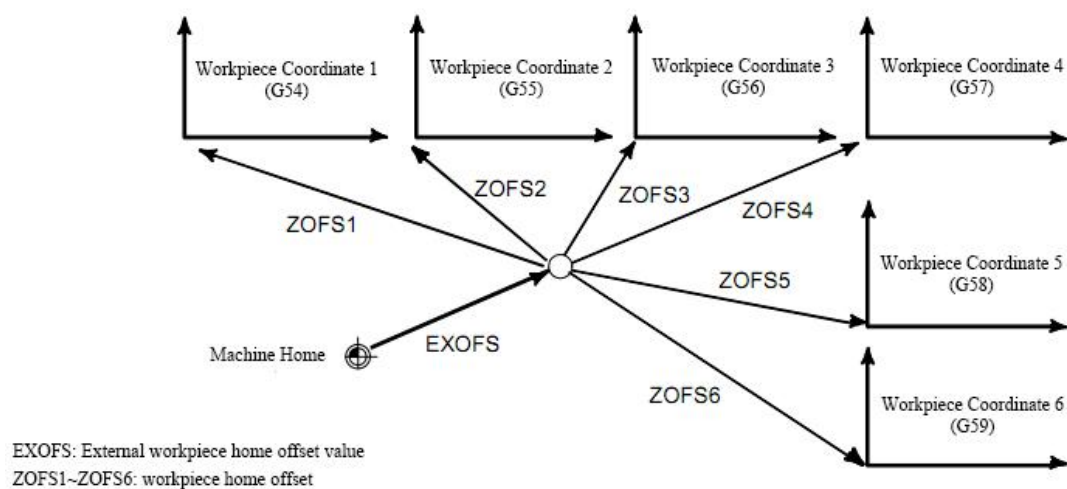 Workpiece Coordinate 1
(G54)
Workpiece Coordinate 2
(G55)
Workpiece Coordinate 3
(G56)
Workpiece Coordinate 4
(G57)
ZOFS1
ZOFS2
ZOFS3
ZOFS4
ZOFS5
Workpiece Coordinate 5
(G58)
Machine Home
EXOFS
ZOFS6
Workpiece Coordinate 6
(G59)
EXOFS: External workpiece home offset value
ZOFS1~ZOFS6: workpiece home offset